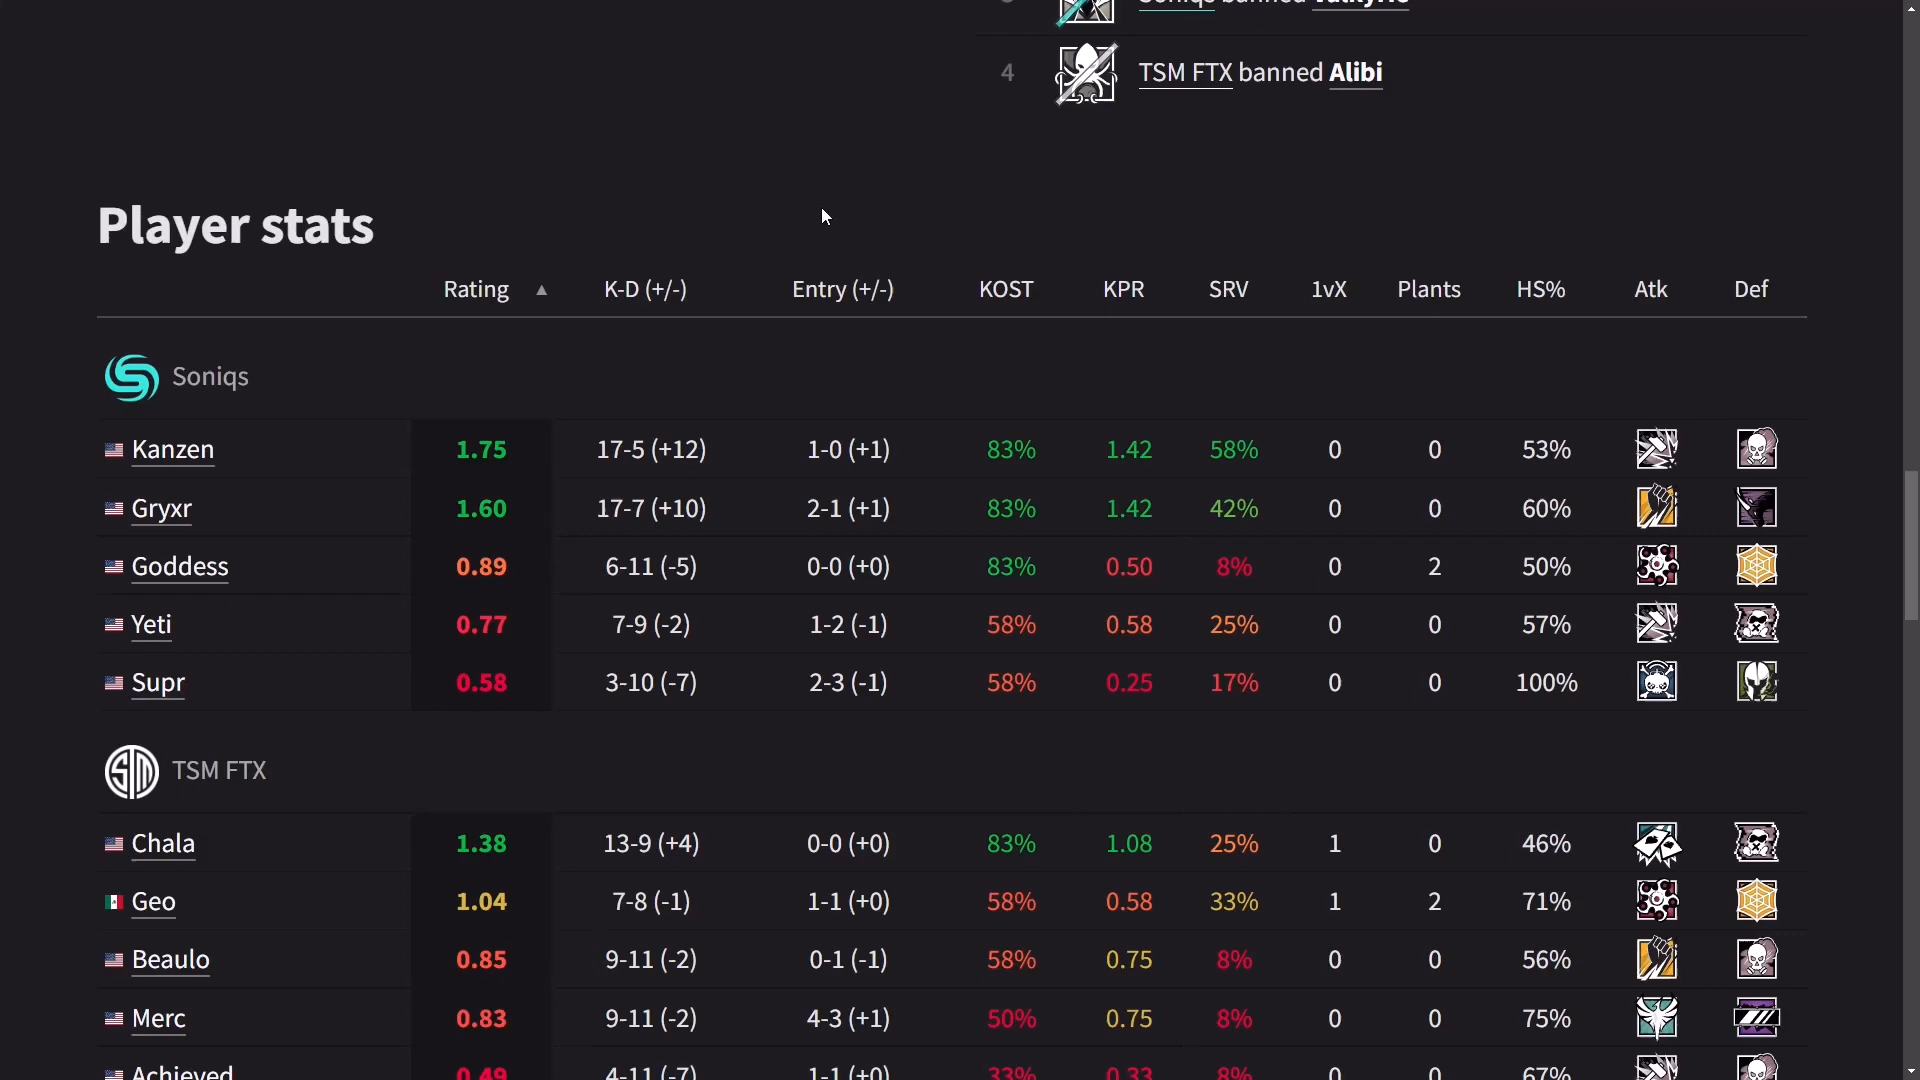 3 Soniqs banned Valkyrie
4 TSM FTX banned Alibi
Player stats
Rating ▲ K-D (+/-) Entry (+/-) KOST KPR SRV 1vX Plants HS% Atk Def
Soniqs
Kanzen 1.75 17-5 (+12) 1-0 (+1) 83% 1.42 58% 0 0 53%
Gryxr 1.60 17-7 (+10) 2-1 (+1) 83% 1.42 42% 0 0 60%
Goddess 0.89 6-11 (-5) 0-0 (+0) 83% 0.50 8% 0 2 50%
Yeti 0.77 7-9 (-2) 1-2 (-1) 58% 0.58 25% 0 0 57%
Supr 0.58 3-10 (-7) 2-3 (-1) 58% 0.25 17% 0 0 100%
TSM FTX
Chala 1.38 13-9 (+4) 0-0 (+0) 83% 1.08 25% 1 0 46%
Geo 1.04 7-8 (-1) 1-1 (+0) 58% 0.58 33% 1 2 71%
Beaulo 0.85 9-11 (-2) 0-1 (-1) 58% 0.75 8% 0 0 56%
Merc 0.83 9-11 (-2) 4-3 (+1) 50% 0.75 8% 0 0 75%
Achieved 0.49 4-11 (-7) 1-1 (+0) 33% 0.33 8% 0 0 67%